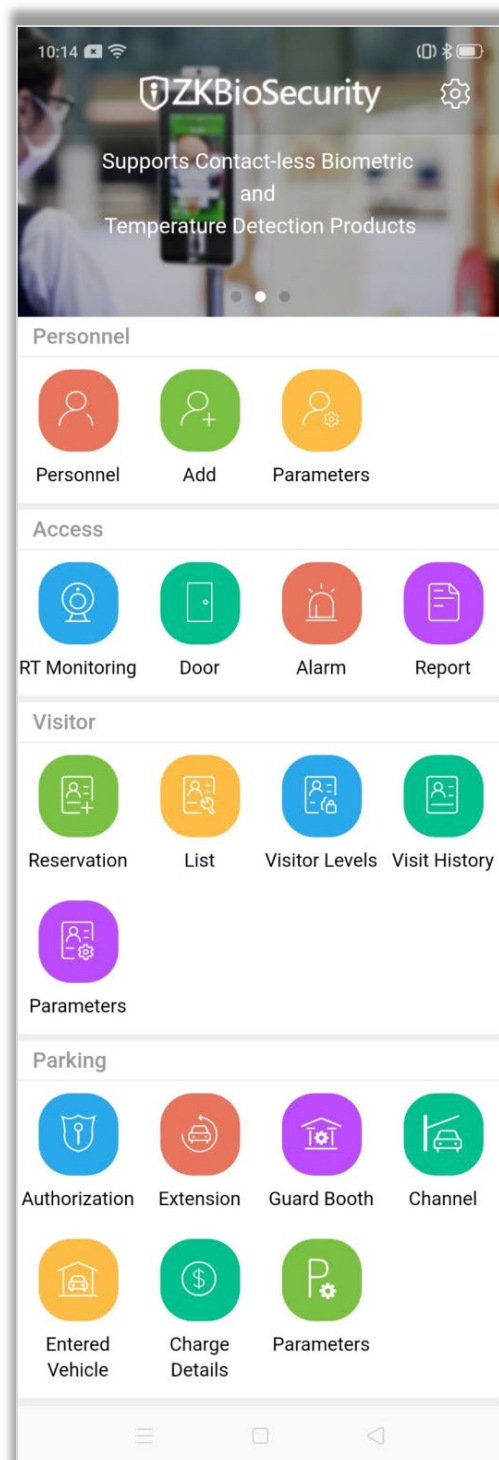 10:14
ZKBioSecurity
Supports Contact-less Biometric
and
Temperature Detection Products
Personnel
Personnel Add Parameters
Access
RT Monitoring Door Alarm Report
Visitor
Reservation List Visitor Levels Visit History
Parameters
Parking
Authorization Extension Guard Booth Channel
Entered Vehicle Charge Details Parameters